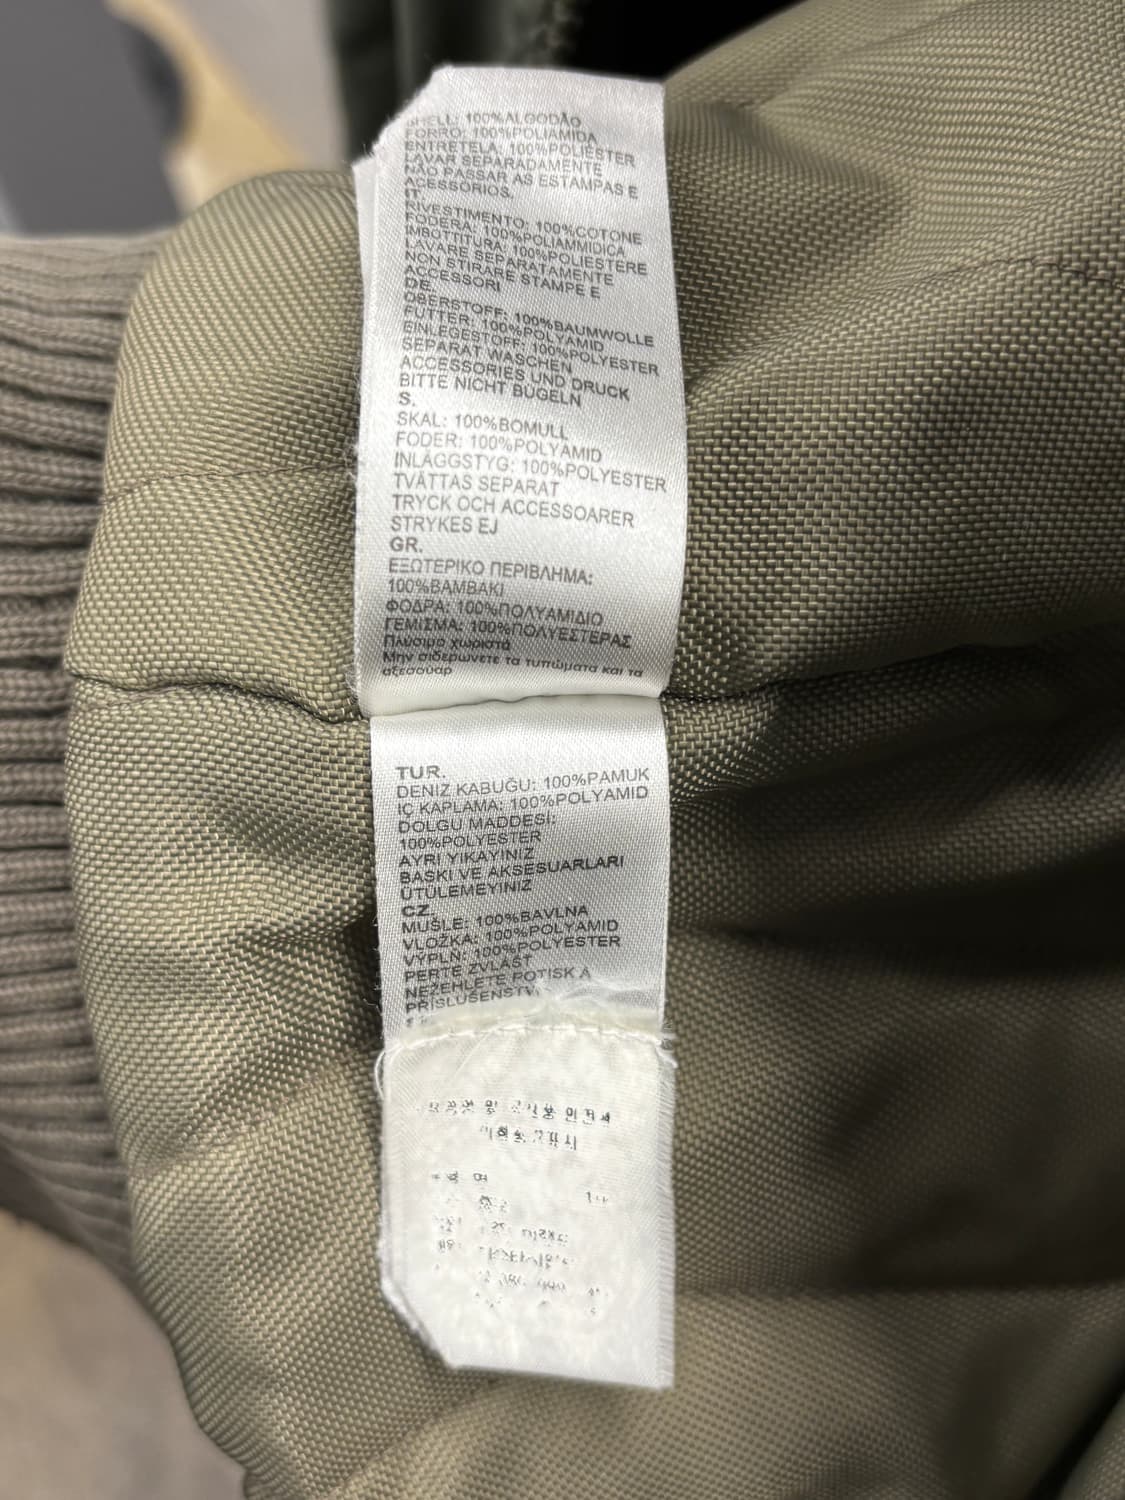 SHELL: 100%ALGODÃO
FORRO: 100%POLIAMIDA
ENTRETELA: 100%POLIÉSTER
LAVAR SEPARADAMENTE
NÃO PASSAR AS ESTAMPAS E
ACESSÓRIOS.
IT
RIVESTIMENTO: 100%COTONE
FODERA: 100%POLIAMMIDICA
IMBOTTITURA: 100%POLIESTERE
LAVARE SEPARATAMENTE
NON STIRARE STAMPE E
ACCESSORI
DE.
OBERSTOFF: 100%BAUMWOLLE
FUTTER: 100%POLYAMID
EINLEGESTOFF: 100%POLYESTER
SEPARAT WASCHEN
ACCESSORIES UND DRUCK
BITTE NICHT BÜGELN
S.
SKAL: 100%BOMULL
FODER: 100%POLYAMID
INLÄGGSTYG: 100%POLYESTER
TVÄTTAS SEPARAT
TRYCK OCH ACCESSOARER
STRYKES EJ
GR.
ΕΞΩΤΕΡΙΚΟ ΠΕΡΙΒΛΗΜΑ:
100%ΒΑΜΒΑΚΙ
ΦΟΔΡΑ: 100%ΠΟΛΥΑΜΙΔΙΟ
ΓΕΜΙΣΜΑ: 100%ΠΟΛΥΕΣΤΕΡΑΣ
Πλύσιμο χωριστά
Μην σιδερώνετε τα τυπώματα και τα
αξεσουάρ
TUR.
DENİZ KABUĞU: 100%PAMUK
IÇ KAPLAMA: 100%POLYAMID
DOLGU MADDESİ:
100%POLYESTER
AYRI YIKAYINIZ
BASKI VE AKSESUARLARI
ÜTÜLEMEYINIZ
CZ.
MUŠLE: 100%BAVLNA
VLOŽKA: 100%POLYAMID
VÝPLN: 100%POLYESTER
PERTE ZVLÁŠT
NEŽEHLETE POTISK A
PŘÍSLUŠENSTV